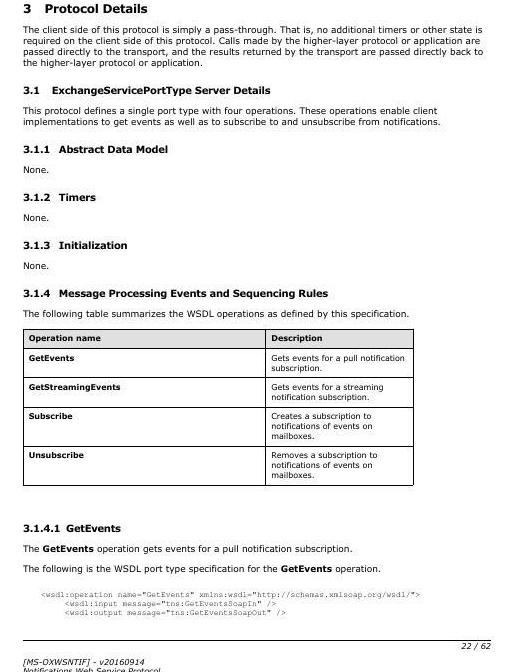 3 Protocol Details
The client side of this protocol is simply a pass-through. That is, no additional timers or other state is
required on the client side of this protocol. Calls made by the higher-layer protocol or application are
passed directly to the transport, and the results returned by the transport are passed directly back to
the higher-layer protocol or application.
3.1 ExchangeServicePortType Server Details
This protocol defines a single port type with four operations. These operations enable client
implementations to get events as well as to subscribe to and unsubscribe from notifications.
3.1.1 Abstract Data Model
None.
3.1.2 Timers
None.
3.1.3 Initialization
None.
3.1.4 Message Processing Events and Sequencing Rules
The following table summarizes the WSDL operations as defined by this specification.
Operation name Description
GetEvents Gets events for a pull notification
subscription.
GetStreamingEvents Gets events for a streaming
notification subscription.
Subscribe Creates a subscription to
notifications of events on
mailboxes.
Unsubscribe Removes a subscription to
notifications of events on
mailboxes.
3.1.4.1 GetEvents
The GetEvents operation gets events for a pull notification subscription.
The following is the WSDL port type specification for the GetEvents operation.
<wsdl:operation name="GetEvents" xmlns:wsdl="http://schemas.xmlsoap.org/wsdl/">
<wsdl:input message="tns:GetEventsSoapIn" />
<wsdl:output message="tns:GetEventsSoapOut" />
22 / 62
[MS-OXWSNTIF] - v20160914
Notifications Web Service Protocol